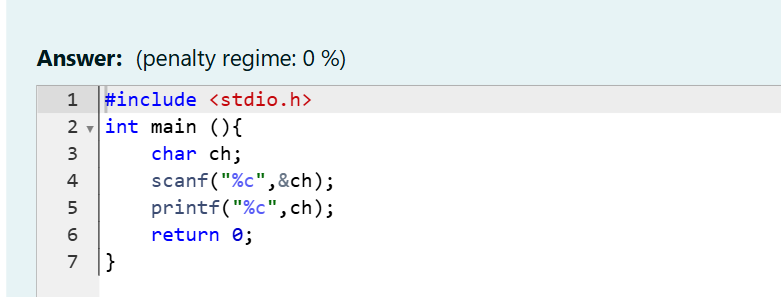 Answer: (penalty regime: 0 %)
1 #include <stdio.h>
2 int main (){
3 char ch;
4 scanf("%c",&ch);
5 printf("%c",ch);
6 return 0;
7 }